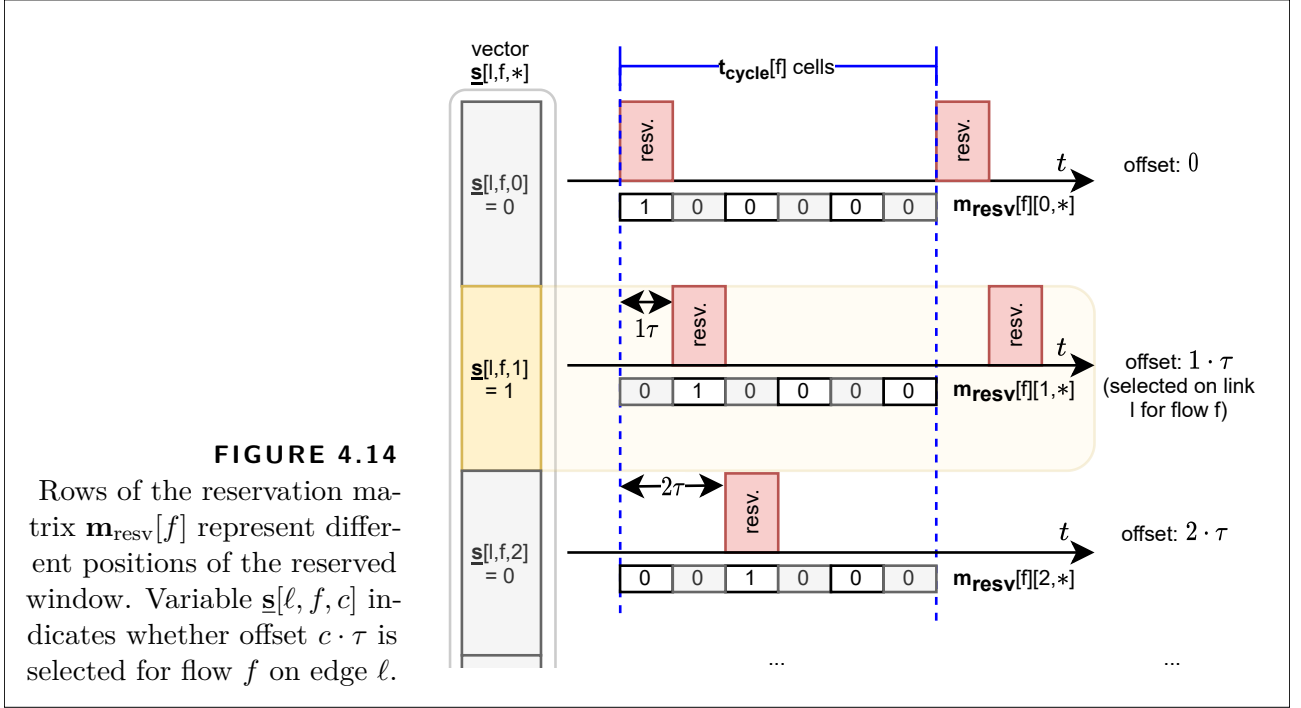 vector
s[l,f,*]
t_cycle[f] cells
resv.
resv.
t
offset: 0
s[l,f,0]
= 0
1 0 0 0 0 0
m_resv[f][0,*]
1τ
resv.
resv.
t
s[l,f,1]
= 1
offset: 1 · τ
(selected on link
l for flow f)
0 1 0 0 0 0
m_resv[f][1,*]
2τ
resv.
t
offset: 2 · τ
s[l,f,2]
= 0
0 0 1 0 0 0
m_resv[f][2,*]
...
...
FIGURE 4.14
Rows of the reservation ma-
trix m_resv[f] represent differ-
ent positions of the reserved
window. Variable s[ℓ, f, c] in-
dicates whether offset c · τ is
selected for flow f on edge ℓ.